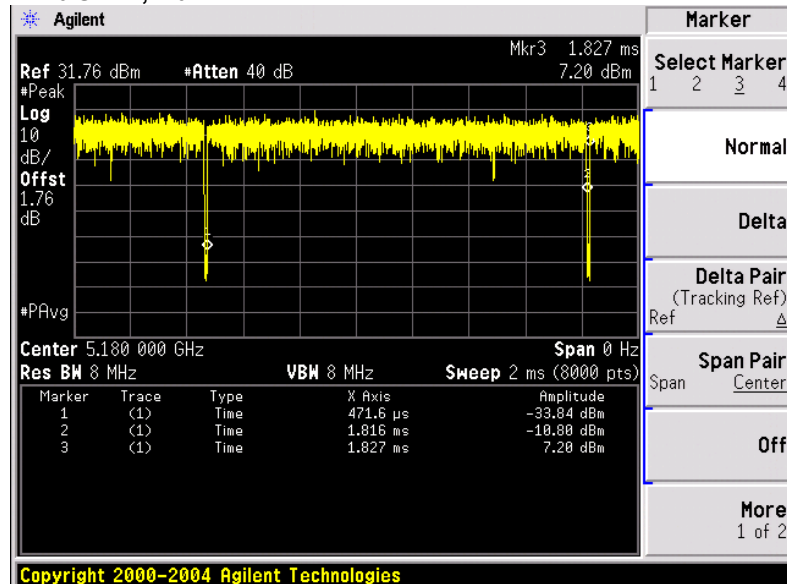 Agilent
Marker
Mkr3 1.827 ms
Ref 31.76 dBm #Atten 40 dB 7.20 dBm
#Peak
Log
10
dB/
Offst
1.76
dB
#PAvg
Center 5.180 000 GHz Span 0 Hz
Res BW 8 MHz VBW 8 MHz Sweep 2 ms (8000 pts)
Marker Trace Type X Axis Amplitude
1 (1) Time 471.6 µs -33.84 dBm
2 (1) Time 1.816 ms -10.80 dBm
3 (1) Time 1.827 ms 7.20 dBm
Select Marker
1 2 3 4
Normal
Delta
Delta Pair
(Tracking Ref)
Ref Δ
Span Pair
Span Center
Off
More
1 of 2
Copyright 2000-2004 Agilent Technologies